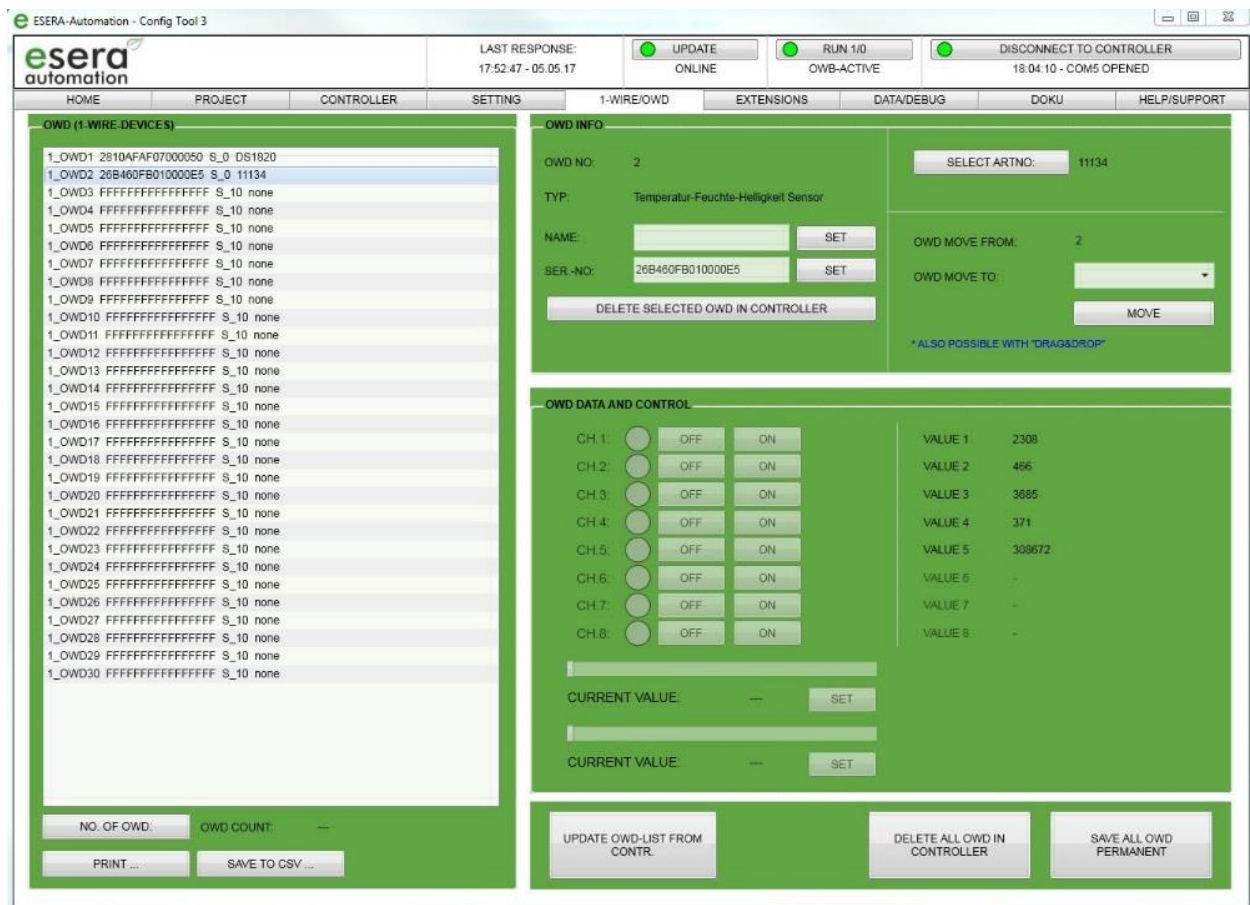 ESERA-Automation - Config Tool 3
esera automation
LAST RESPONSE:
17:52:47 - 05.05.17
UPDATE
ONLINE
RUN 1/0
OWB-ACTIVE
DISCONNECT TO CONTROLLER
18:04:10 - COM5 OPENED
HOME PROJECT CONTROLLER SETTING 1-WIRE/OWD EXTENSIONS DATA/DEBUG DOKU HELP/SUPPORT
OWD (1-WIRE-DEVICES)
1_OWD1 2810AFAF07000050 S_0 DS1820
1_OWD2 26B460FB010000E5 S_0 11134
1_OWD3 FFFFFFFFFFFFFFFF S_10 none
1_OWD4 FFFFFFFFFFFFFFFF S_10 none
1_OWD5 FFFFFFFFFFFFFFFF S_10 none
1_OWD6 FFFFFFFFFFFFFFFF S_10 none
1_OWD7 FFFFFFFFFFFFFFFF S_10 none
1_OWD8 FFFFFFFFFFFFFFFF S_10 none
1_OWD9 FFFFFFFFFFFFFFFF S_10 none
1_OWD10 FFFFFFFFFFFFFFFF S_10 none
1_OWD11 FFFFFFFFFFFFFFFF S_10 none
1_OWD12 FFFFFFFFFFFFFFFF S_10 none
1_OWD13 FFFFFFFFFFFFFFFF S_10 none
1_OWD14 FFFFFFFFFFFFFFFF S_10 none
1_OWD15 FFFFFFFFFFFFFFFF S_10 none
1_OWD16 FFFFFFFFFFFFFFFF S_10 none
1_OWD17 FFFFFFFFFFFFFFFF S_10 none
1_OWD18 FFFFFFFFFFFFFFFF S_10 none
1_OWD19 FFFFFFFFFFFFFFFF S_10 none
1_OWD20 FFFFFFFFFFFFFFFF S_10 none
1_OWD21 FFFFFFFFFFFFFFFF S_10 none
1_OWD22 FFFFFFFFFFFFFFFF S_10 none
1_OWD23 FFFFFFFFFFFFFFFF S_10 none
1_OWD24 FFFFFFFFFFFFFFFF S_10 none
1_OWD25 FFFFFFFFFFFFFFFF S_10 none
1_OWD26 FFFFFFFFFFFFFFFF S_10 none
1_OWD27 FFFFFFFFFFFFFFFF S_10 none
1_OWD28 FFFFFFFFFFFFFFFF S_10 none
1_OWD29 FFFFFFFFFFFFFFFF S_10 none
1_OWD30 FFFFFFFFFFFFFFFF S_10 none
NO. OF OWD: OWD COUNT: ---
PRINT ... SAVE TO CSV ...
OWD INFO
OWD NO: 2
TYP: Temperatur-Feuchte-Helligkeit Sensor
NAME: SET
SER.-NO: 26B460FB010000E5 SET
DELETE SELECTED OWD IN CONTROLLER
SELECT ARTNO: 11134
OWD MOVE FROM: 2
OWD MOVE TO:
MOVE
* ALSO POSSIBLE WITH "DRAG&DROP"
OWD DATA AND CONTROL
CH.1: OFF ON VALUE 1 2308
CH.2: OFF ON VALUE 2 466
CH.3: OFF ON VALUE 3 3685
CH.4: OFF ON VALUE 4 371
CH.5: OFF ON VALUE 5 308672
CH.6: OFF ON VALUE 6 -
CH.7: OFF ON VALUE 7 -
CH.8: OFF ON VALUE 8 -
CURRENT VALUE: --- SET
CURRENT VALUE: --- SET
UPDATE OWD-LIST FROM
CONTR.
DELETE ALL OWD IN
CONTROLLER
SAVE ALL OWD
PERMANENT